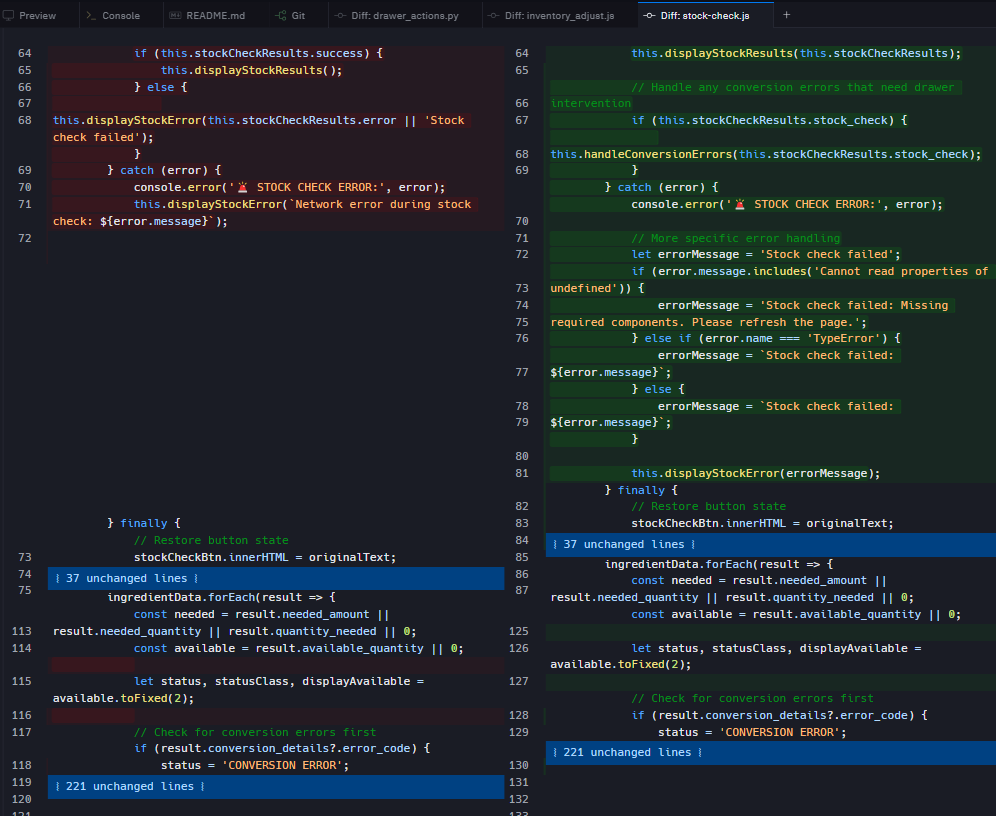 Preview
Console
README.md
Git
Diff: drawer_actions.py
Diff: inventory_adjust.js
Diff: stock-check.js
+
64 if (this.stockCheckResults.success) {
65 this.displayStockResults();
66 } else {
67
68 this.displayStockError(this.stockCheckResults.error || 'Stock
check failed');
}
69 } catch (error) {
70 console.error('🚨 STOCK CHECK ERROR:', error);
71 this.displayStockError(`Network error during stock
check: ${error.message}`);
72
} finally {
// Restore button state
73 stockCheckBtn.innerHTML = originalText;
74 37 unchanged lines
75 ingredientData.forEach(result => {
const needed = result.needed_amount ||
113 result.needed_quantity || result.quantity_needed || 0;
114 const available = result.available_quantity || 0;
115 let status, statusClass, displayAvailable =
available.toFixed(2);
116
117 // Check for conversion errors first
if (result.conversion_details?.error_code) {
118 status = 'CONVERSION ERROR';
119 221 unchanged lines
120
121
64 this.displayStockResults(this.stockCheckResults);
65
// Handle any conversion errors that need drawer
66 intervention
67 if (this.stockCheckResults.stock_check) {
68 this.handleConversionErrors(this.stockCheckResults.stock_check);
69 }
} catch (error) {
console.error('🚨 STOCK CHECK ERROR:', error);
70
71 // More specific error handling
72 let errorMessage = 'Stock check failed';
if (error.message.includes('Cannot read properties of
73 undefined')) {
74 errorMessage = 'Stock check failed: Missing
75 required components. Please refresh the page.';
76 } else if (error.name === 'TypeError') {
errorMessage = `Stock check failed:
77 ${error.message}`;
} else {
78 errorMessage = `Stock check failed:
79 ${error.message}`;
}
80
81 this.displayStockError(errorMessage);
} finally {
82 // Restore button state
83 stockCheckBtn.innerHTML = originalText;
84 37 unchanged lines
85 ingredientData.forEach(result => {
86 const needed = result.needed_amount ||
87 result.needed_quantity || result.quantity_needed || 0;
const available = result.available_quantity || 0;
125
126 let status, statusClass, displayAvailable =
available.toFixed(2);
127
// Check for conversion errors first
128 if (result.conversion_details?.error_code) {
129 status = 'CONVERSION ERROR';
221 unchanged lines
130
131
132
133